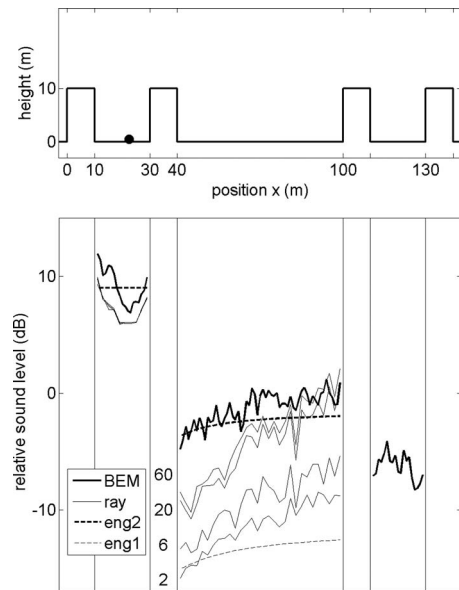 height (m)
10
0
0 10 30 40 100 130
position x (m)
relative sound level (dB)
10
0
-10
60
20
6
2
BEM
ray
eng2
eng1